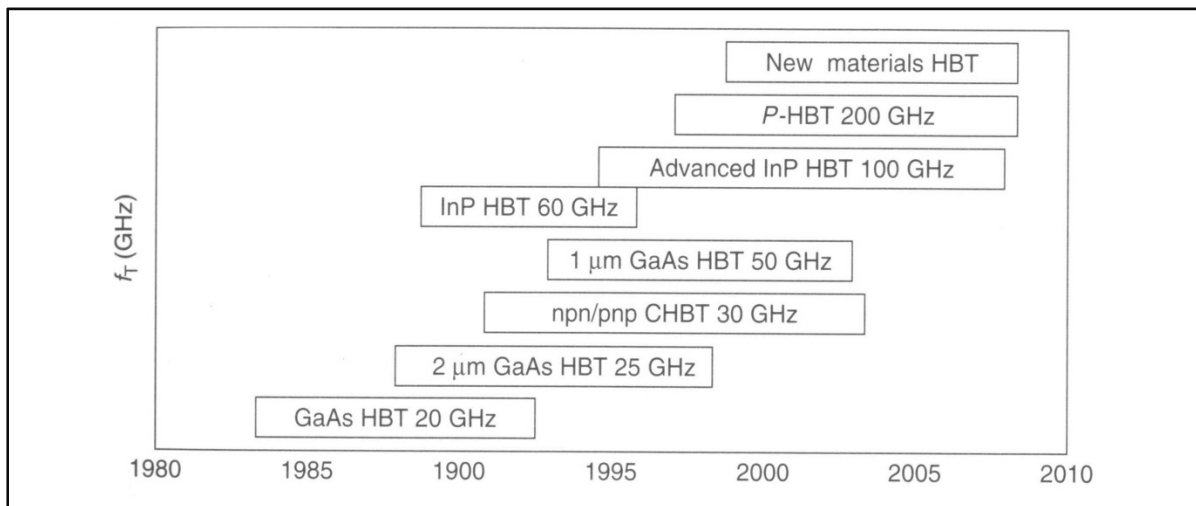 New materials HBT
P-HBT 200 GHz
Advanced InP HBT 100 GHz
InP HBT 60 GHz
1 μm GaAs HBT 50 GHz
npn/pnp CHBT 30 GHz
2 μm GaAs HBT 25 GHz
GaAs HBT 20 GHz
fT (GHz)
1980 1985 1900 1995 2000 2005 2010